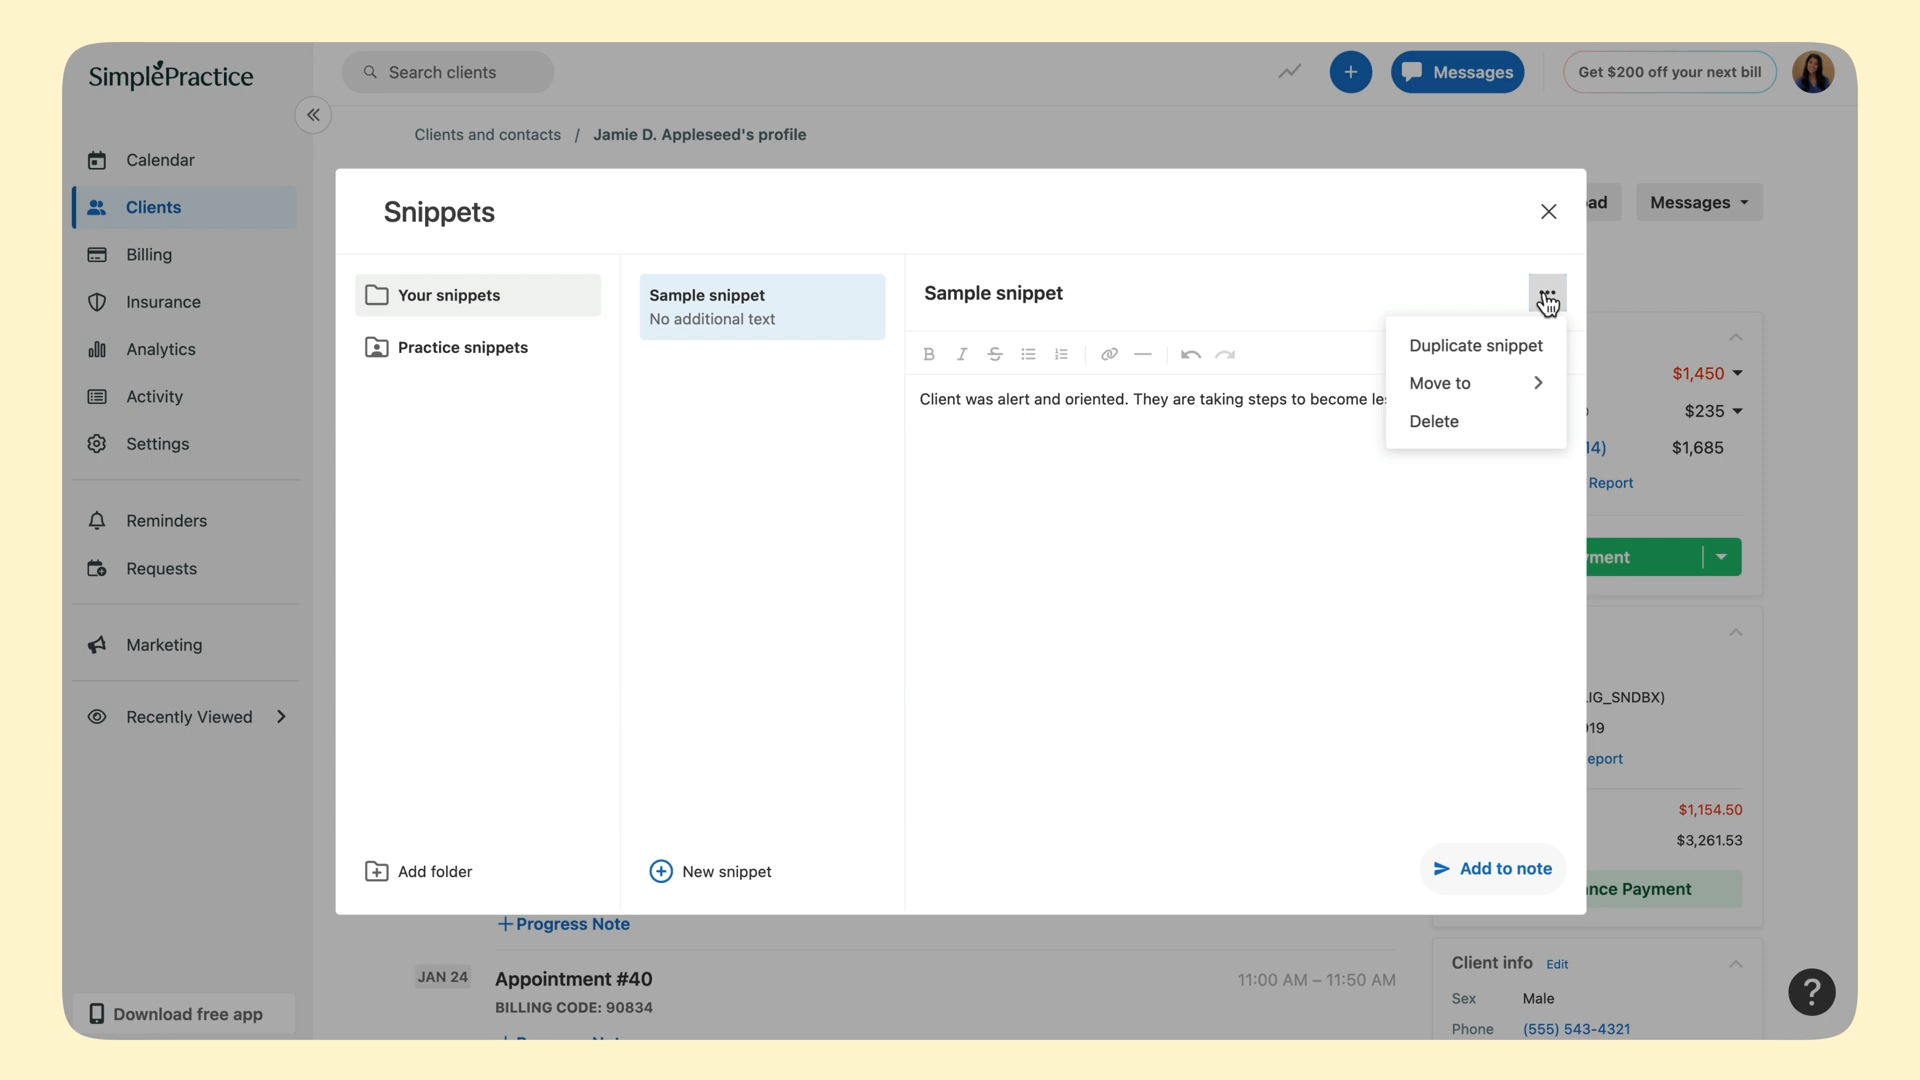 SimplePractice
Search clients
Messages
Get $200 off your next bill
Clients and contacts / Jamie D. Appleseed's profile
Calendar
Clients
Billing
Insurance
Analytics
Activity
Settings
Reminders
Requests
Marketing
Recently Viewed
Download free app
Snippets
Your snippets
Practice snippets
Add folder
Sample snippet
No additional text
New snippet
Sample snippet
Duplicate snippet
Move to
Delete
Client was alert and oriented. They are taking steps to become
Add to note
Messages
$1,450
$235
14)
$1,685
Report
$1,154.50
$3,261.53
Payment
+ Progress Note
JAN 24
Appointment #40
11:00 AM – 11:50 AM
BILLING CODE: 90834
Client info Edit
Sex Male
Phone (555) 543-4321
?